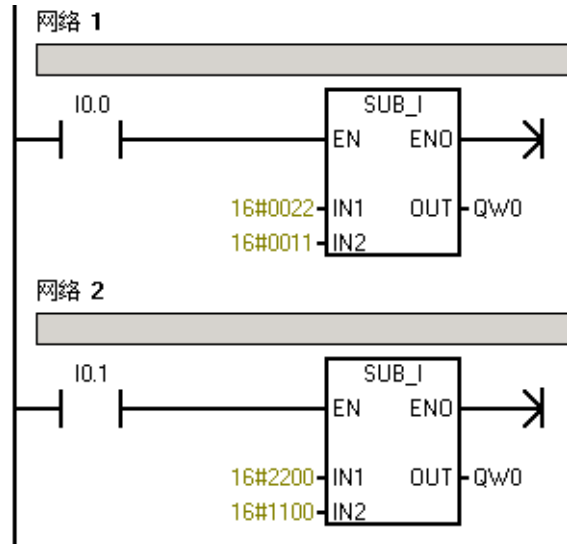 网络 1
I0.0
SUB_I
EN ENO
16#0022 IN1 OUT QW0
16#0011 IN2
网络 2
I0.1
SUB_I
EN ENO
16#2200 IN1 OUT QW0
16#1100 IN2